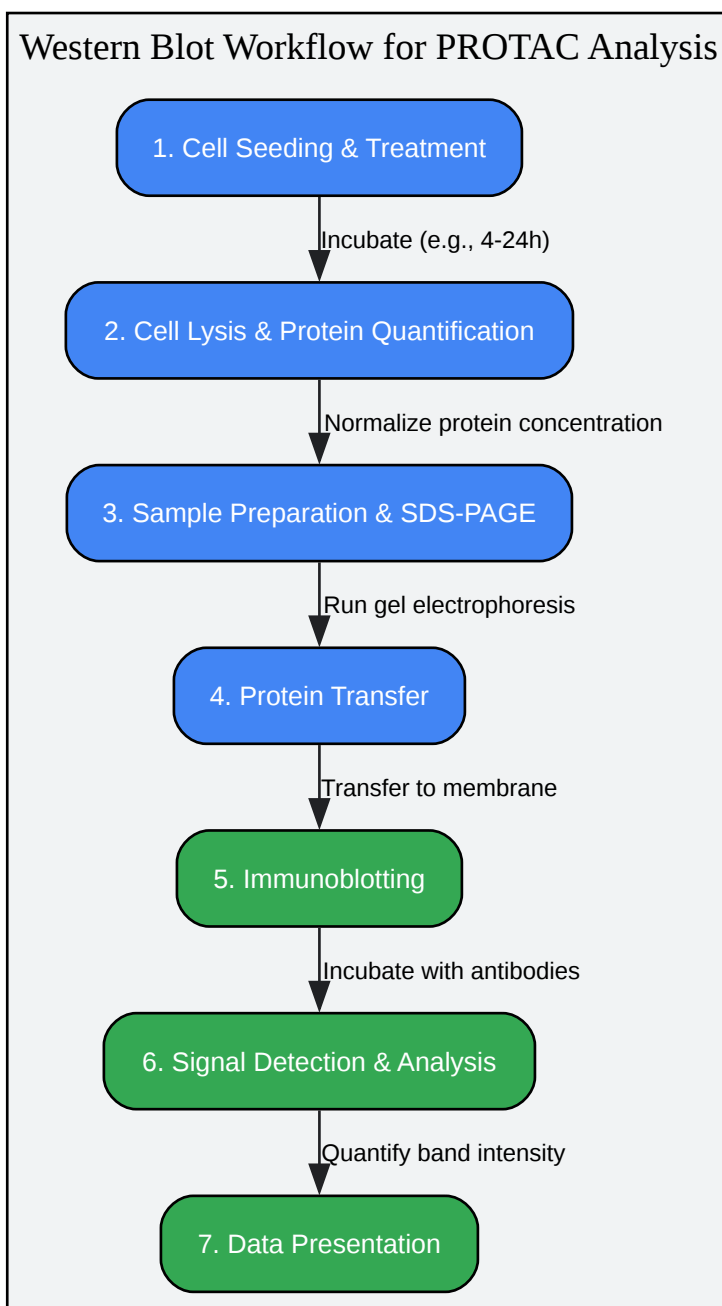 Western Blot Workflow for PROTAC Analysis
1. Cell Seeding & Treatment
Incubate (e.g., 4-24h)
2. Cell Lysis & Protein Quantification
Normalize protein concentration
3. Sample Preparation & SDS-PAGE
Run gel electrophoresis
4. Protein Transfer
Transfer to membrane
5. Immunoblotting
Incubate with antibodies
6. Signal Detection & Analysis
Quantify band intensity
7. Data Presentation